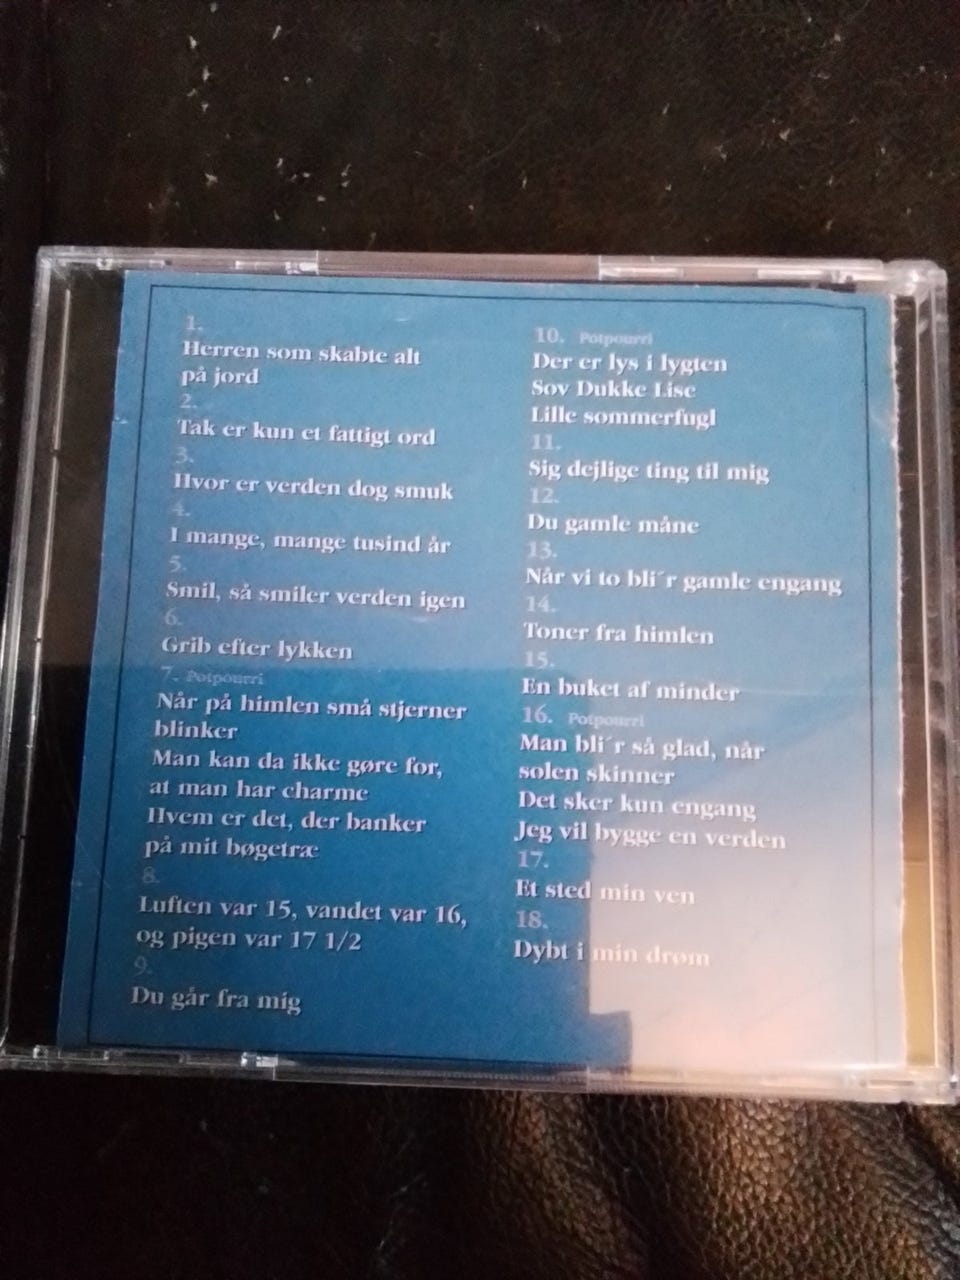 1.
Herren som skabte alt
på jord
2.
Tak er kun et fattigt ord
3.
Hvor er verden dog smuk
4.
I mange, mange tusind år
5.
Smil, så smiler verden igen
6.
Grib efter lykken
7. Potpourri
Når på himlen små stjerner
blinker
Man kan da ikke gøre for,
at man har charme
Hvem er det, der banker
på mit bøgetræ
8.
Luften var 15, vandet var 16,
og pigen var 17 1/2
9.
Du går fra mig
10. Potpourri
Der er lys i lygten
Sov Dukke Lise
Lille sommerfugl
11.
Sig dejlige ting til mig
12.
Du gamle måne
13.
Når vi to bli´r gamle engang
14.
Toner fra himlen
15.
En buket af minder
16. Potpourri
Man bli´r så glad, når
solen skinner
Det sker kun engang
Jeg vil bygge en verden
17.
Et sted min ven
18.
Dybt i min drøm